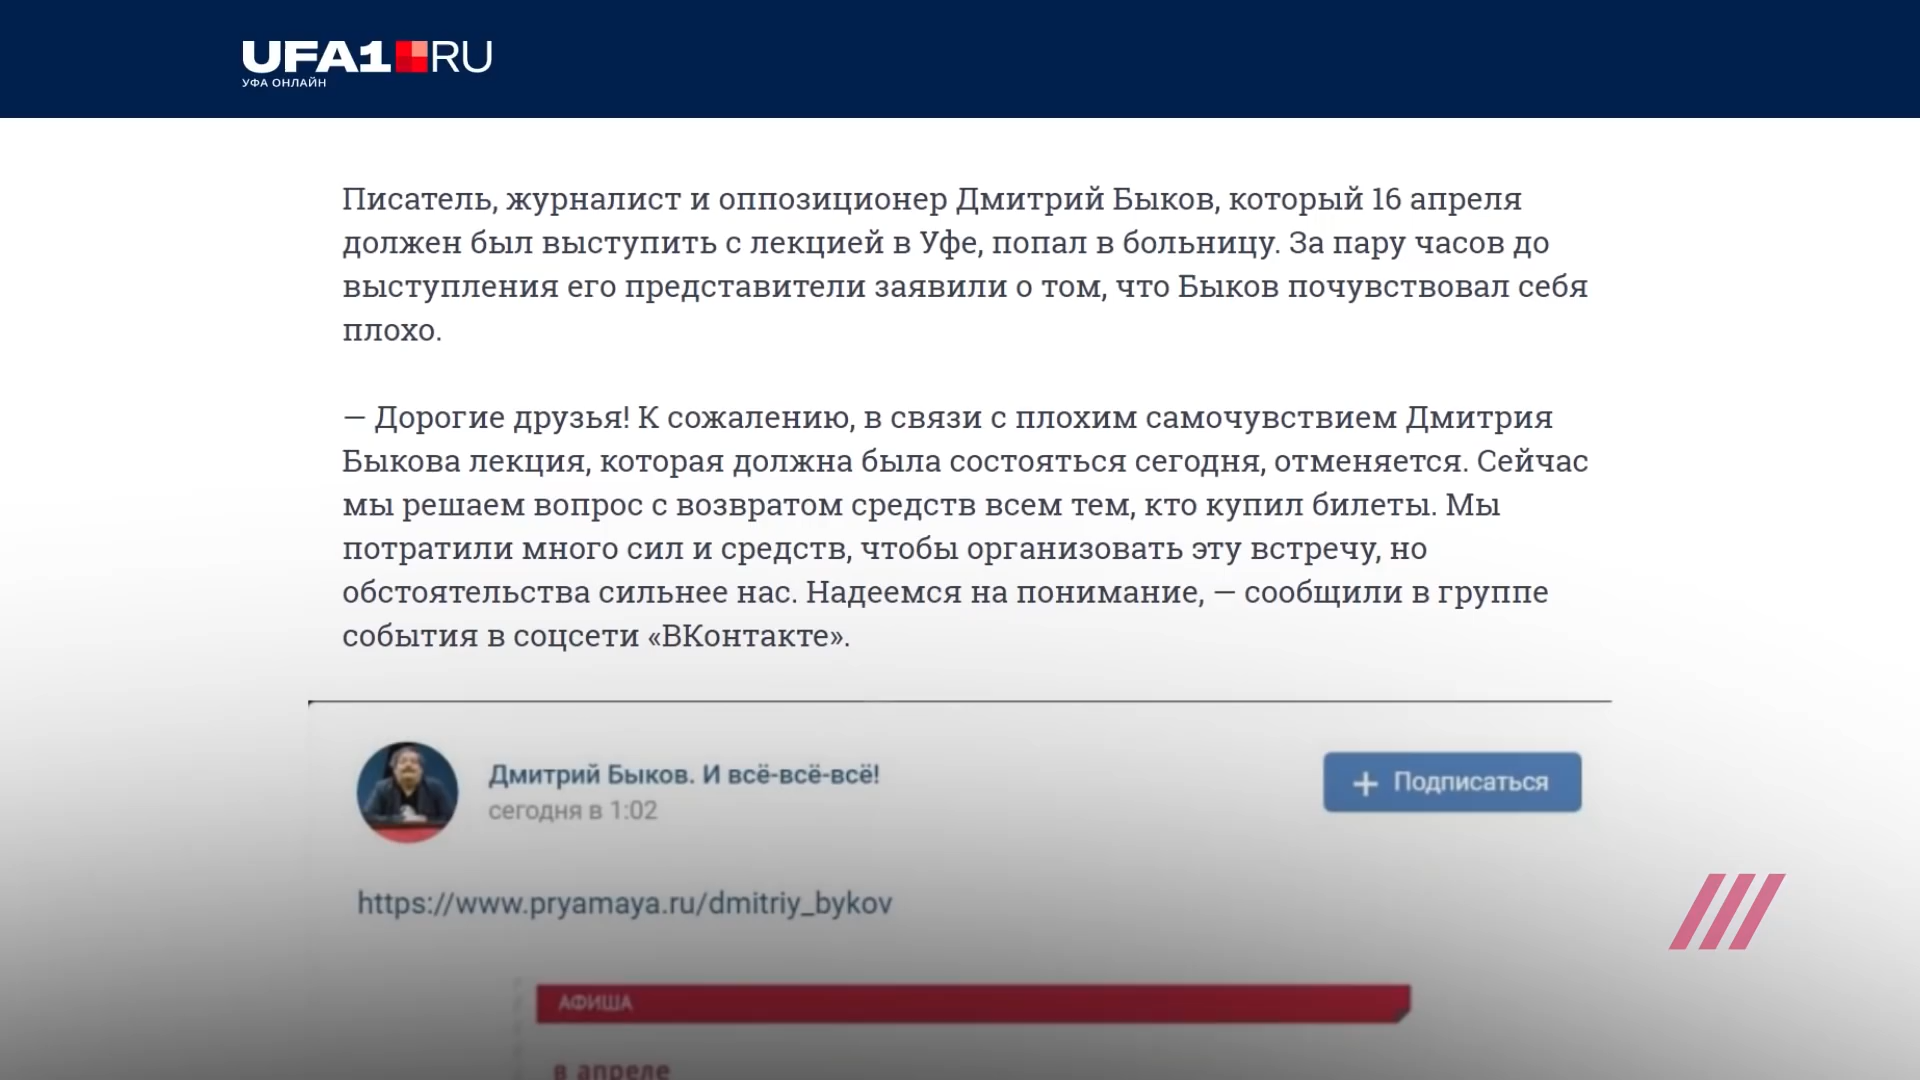 UFA1 RU
УФА ОНЛАЙН
Писатель, журналист и оппозиционер Дмитрий Быков, который 16 апреля
должен был выступить с лекцией в Уфе, попал в больницу. За пару часов до
выступления его представители заявили о том, что Быков почувствовал себя
плохо.
— Дорогие друзья! К сожалению, в связи с плохим самочувствием Дмитрия
Быкова лекция, которая должна была состояться сегодня, отменяется. Сейчас
мы решаем вопрос с возвратом средств всем тем, кто купил билеты. Мы
потратили много сил и средств, чтобы организовать эту встречу, но
обстоятельства сильнее нас. Надеемся на понимание, — сообщили в группе
события в соцсети «ВКонтакте».
Дмитрий Быков. И всё-всё-всё!
сегодня в 1:02
+ Подписаться
https://www.pryamaya.ru/dmitriy_bykov
АФИША
в апреле